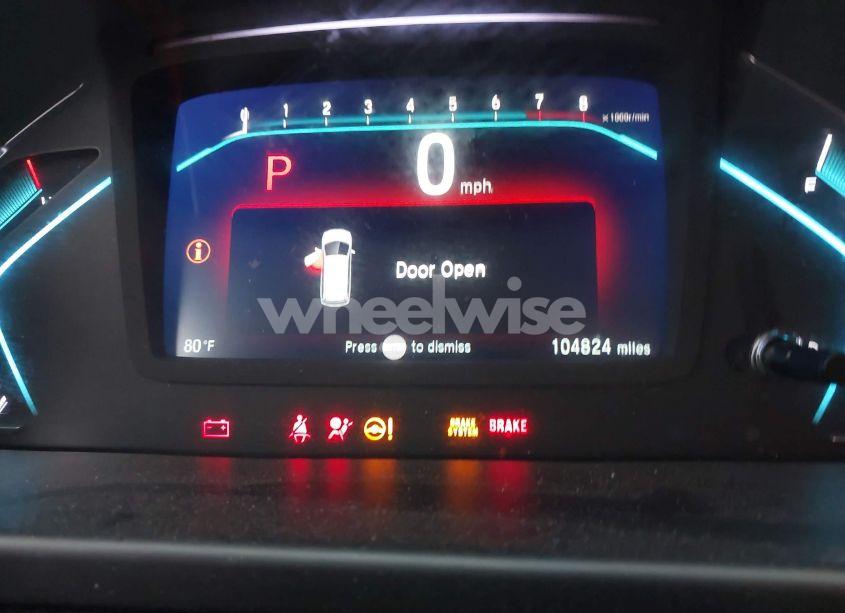 0 1 2 3 4 5 6 7 8 x1000r/min
P 0 mph
i
Door Open
wheelwise
80°F Press to dismiss 104824 miles
! BRAKE SYSTEM BRAKE